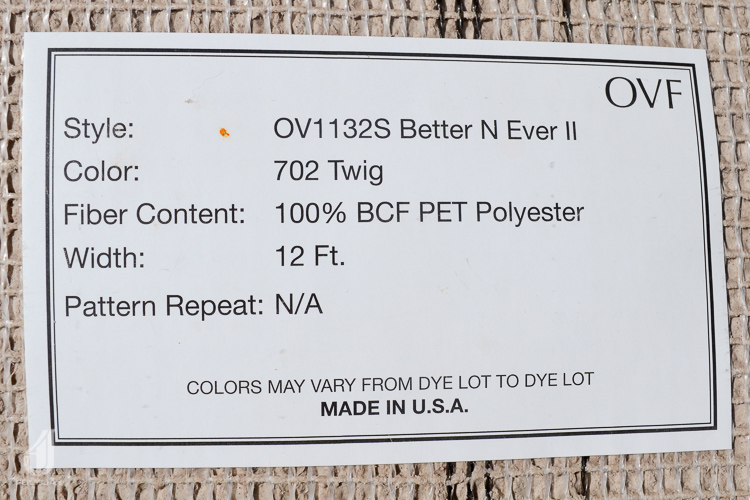 OVF
Style: OV1132S Better N Ever II
Color: 702 Twig
Fiber Content: 100% BCF PET Polyester
Width: 12 Ft.
Pattern Repeat: N/A
COLORS MAY VARY FROM DYE LOT TO DYE LOT
MADE IN U.S.A.